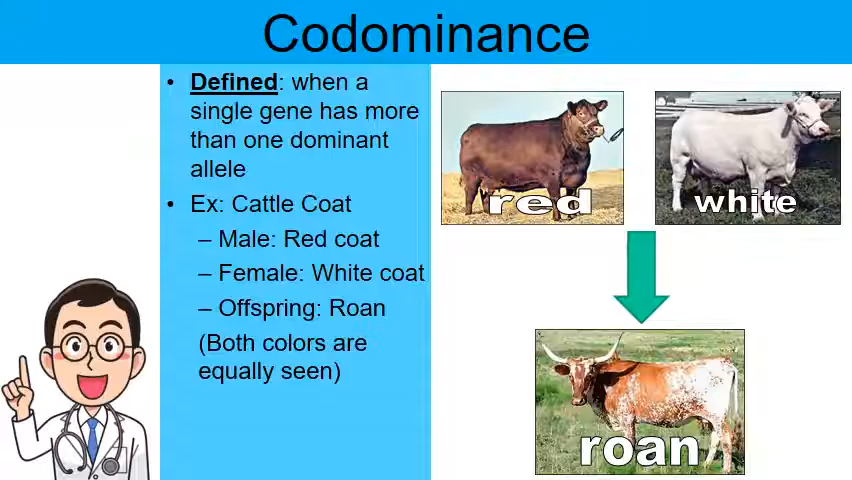 Codominance
• Defined: when a
single gene has more
than one dominant
allele
• Ex: Cattle Coat
– Male: Red coat
– Female: White coat
– Offspring: Roan
(Both colors are
equally seen)
red
white
roan